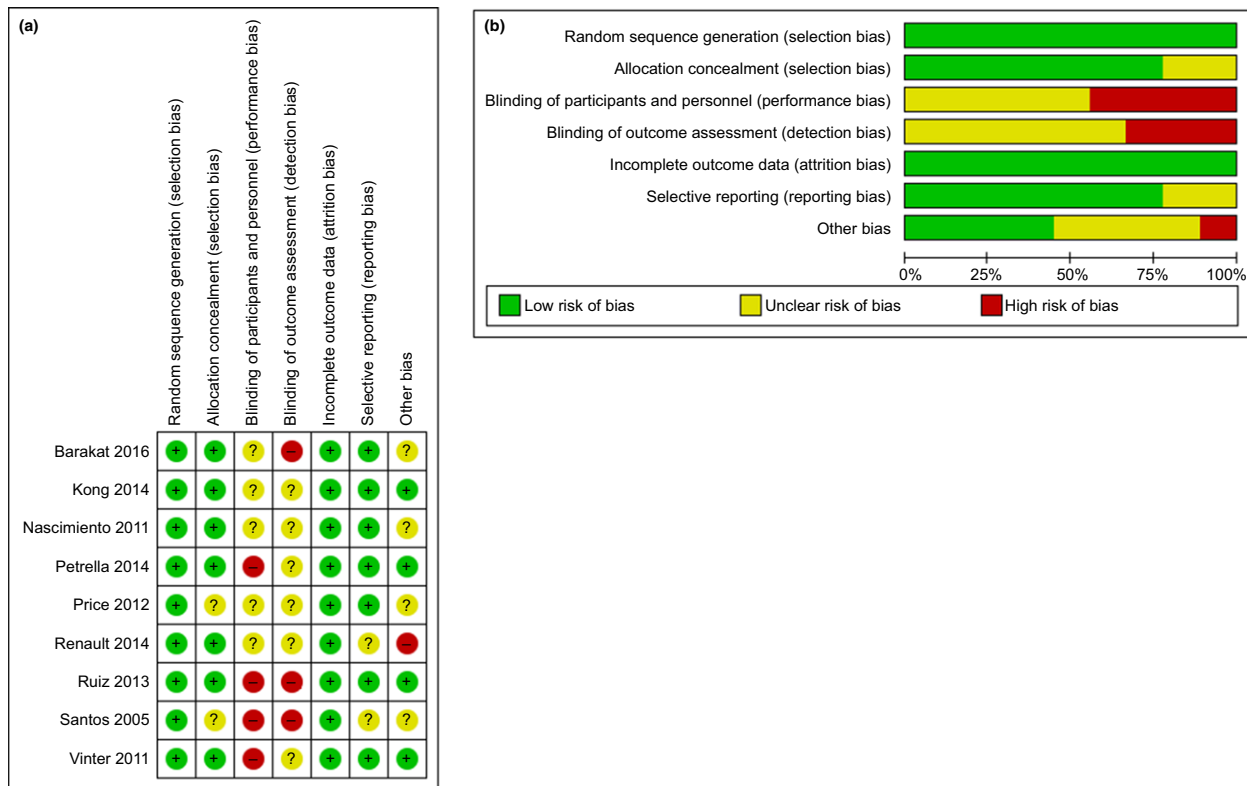 (a)
Random sequence generation (selection bias)
Allocation concealment (selection bias)
Blinding of participants and personnel (performance bias)
Blinding of outcome assessment (detection bias)
Incomplete outcome data (attrition bias)
Selective reporting (reporting bias)
Other bias
Barakat 2016 + + ? – + + ?
Kong 2014 + + ? ? + + +
Nascimiento 2011 + + ? ? + + ?
Petrella 2014 + + – ? + + +
Price 2012 + ? ? ? + + ?
Renault 2014 + + ? ? + ? –
Ruiz 2013 + + – – + + +
Santos 2005 + ? – – + ? ?
Vinter 2011 + + – ? + + +
(b)
Random sequence generation (selection bias)
Allocation concealment (selection bias)
Blinding of participants and personnel (performance bias)
Blinding of outcome assessment (detection bias)
Incomplete outcome data (attrition bias)
Selective reporting (reporting bias)
Other bias
0% 25% 50% 75% 100%
Low risk of bias Unclear risk of bias High risk of bias